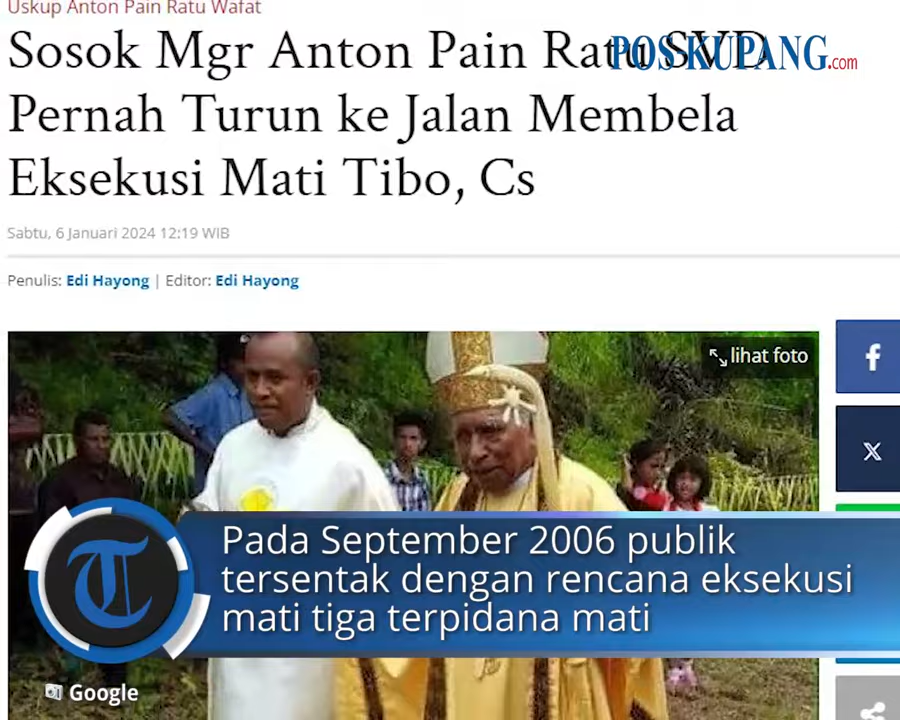 Uskup Anton Pain Ratu Wafat
Sosok Mgr Anton Pain Ratu SVD
POS-KUPANG.com
Pernah Turun ke Jalan Membela
Eksekusi Mati Tibo, Cs
Sabtu, 6 Januari 2024 12:19 WIB
Penulis: Edi Hayong | Editor: Edi Hayong
lihat foto
f
X
Pada September 2006 publik
tersentak dengan rencana eksekusi
mati tiga terpidana mati
T
Google